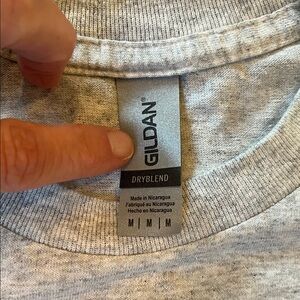 GILDAN®
DRYBLEND
Made in Nicaragua
Fabriqué au Nicaragua
Hecho en Nicaragua
M | M | M